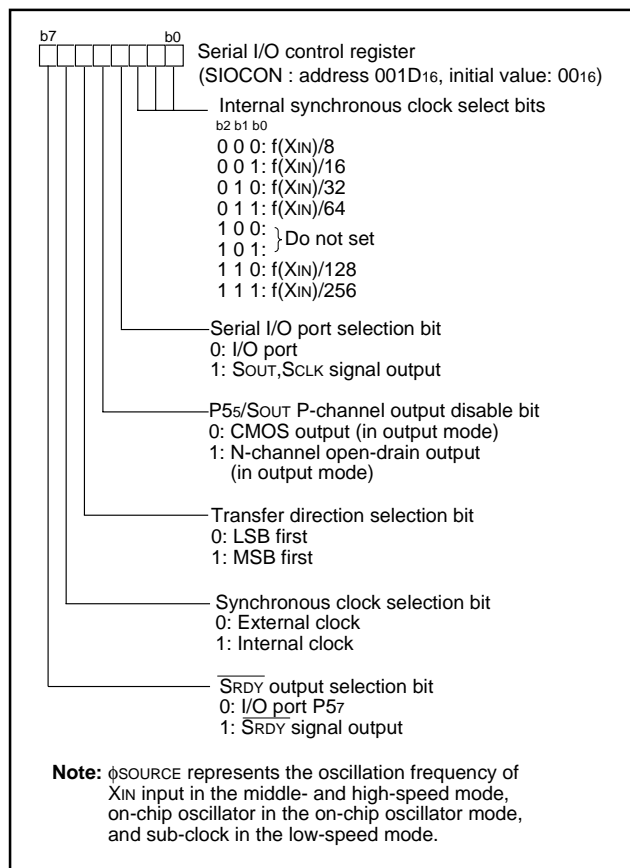 b7 b0
Serial I/O control register
(SIOCON : address 001D16, initial value: 0016)
Internal synchronous clock select bits
b2 b1 b0
0 0 0: f(XIN)/8
0 0 1: f(XIN)/16
0 1 0: f(XIN)/32
0 1 1: f(XIN)/64
1 0 0:
1 0 1:
Do not set
1 1 0: f(XIN)/128
1 1 1: f(XIN)/256
Serial I/O port selection bit
0: I/O port
1: SOUT,SCLK signal output
P55/SOUT P-channel output disable bit
0: CMOS output (in output mode)
1: N-channel open-drain output
(in output mode)
Transfer direction selection bit
0: LSB first
1: MSB first
Synchronous clock selection bit
0: External clock
1: Internal clock
SRDY output selection bit
0: I/O port P57
1: SRDY signal output
Note: ϕSOURCE represents the oscillation frequency of
XIN input in the middle- and high-speed mode,
on-chip oscillator in the on-chip oscillator mode,
and sub-clock in the low-speed mode.